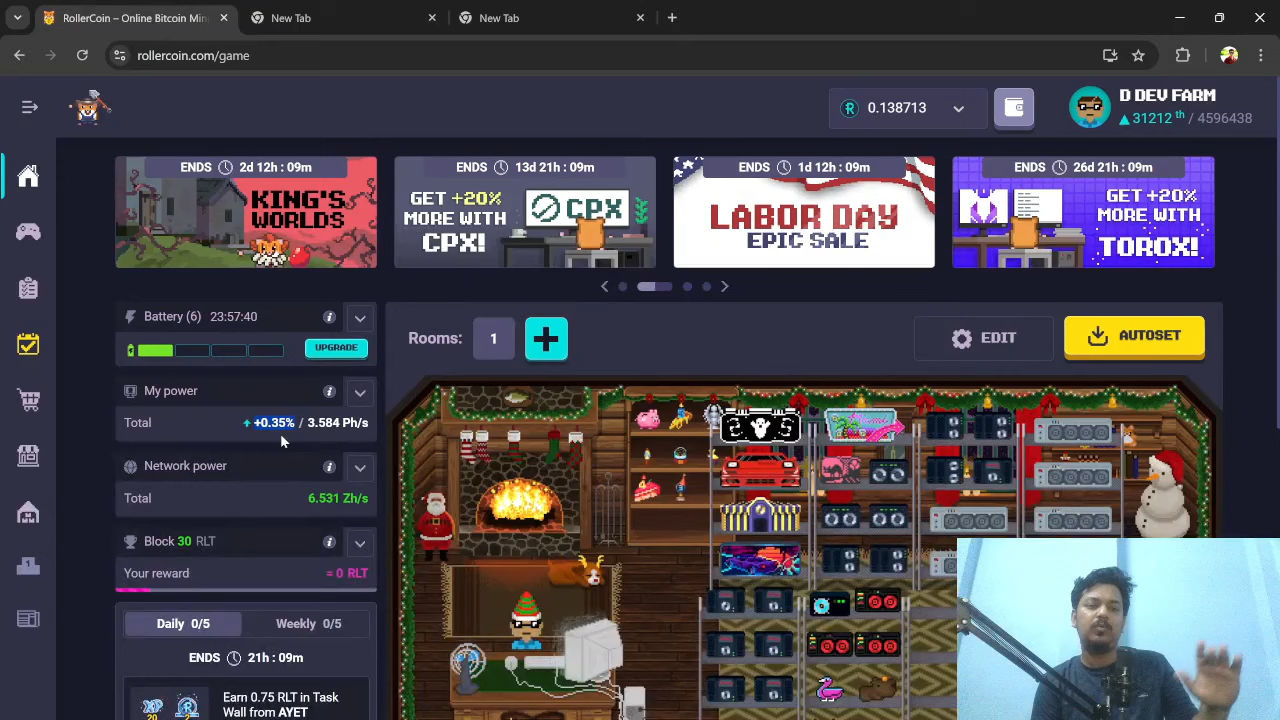 RollerCoin – Online Bitcoin Min
New Tab
New Tab
rollercoin.com/game
0.138713
D DEV FARM
31212 th / 4596438
ENDS 2d 12h : 09m
KING'S
WORLDS
ENDS 13d 21h : 09m
GET +20%
MORE WITH
CPX!
CPX
ENDS 1d 12h : 09m
LABOR DAY
EPIC SALE
ENDS 26d 21h : 09m
GET +20%
MORE WITH
TOROX!
Battery (6) 23:57:40
UPGRADE
My power
Total +0.35% / 3.584 Ph/s
Network power
Total 6.531 Zh/s
Block 30 RLT
Your reward = 0 RLT
Daily 0/5 Weekly 0/5
ENDS 21h : 09m
20
Earn 0.75 RLT in Task
Wall from AYET
Rooms: 1
EDIT
AUTOSET